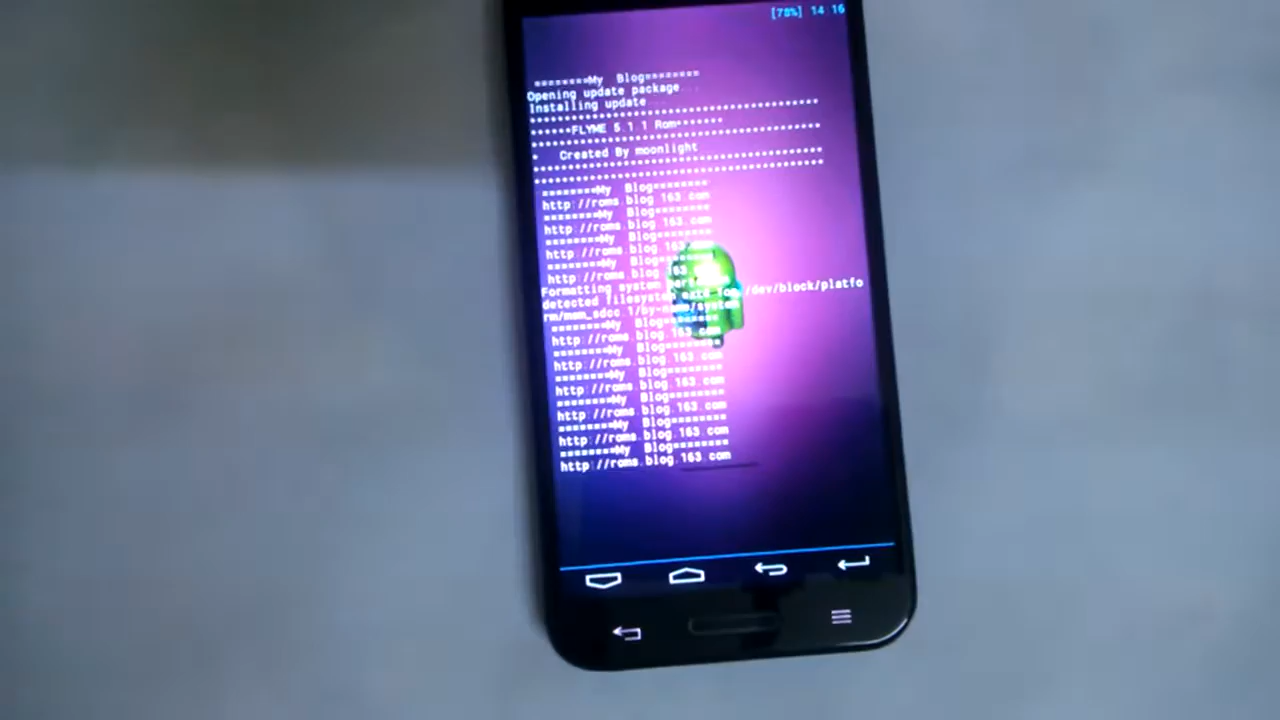 [78%] 14:16
========My Blog========
Opening update package...
Installing update...
******************************************
******FLYME 5.1.1 Rom*******
******************************************
* Created By moonlight
******************************************
******************************************
========My Blog========
http://roms.blog.163.com
========My Blog========
http://roms.blog.163.com
========My Blog========
http://roms.blog.163.com
========My Blog========
http://roms.blog.163.com
Formatting system
detected filesystem ext4 for /dev/block/platfo
rm/msm_sdcc.1/by-name/system
========My Blog========
http://roms.blog.163.com
========My Blog========
http://roms.blog.163.com
========My Blog========
http://roms.blog.163.com
========My Blog========
http://roms.blog.163.com
========My Blog========
http://roms.blog.163.com
========My Blog========
http://roms.blog.163.com